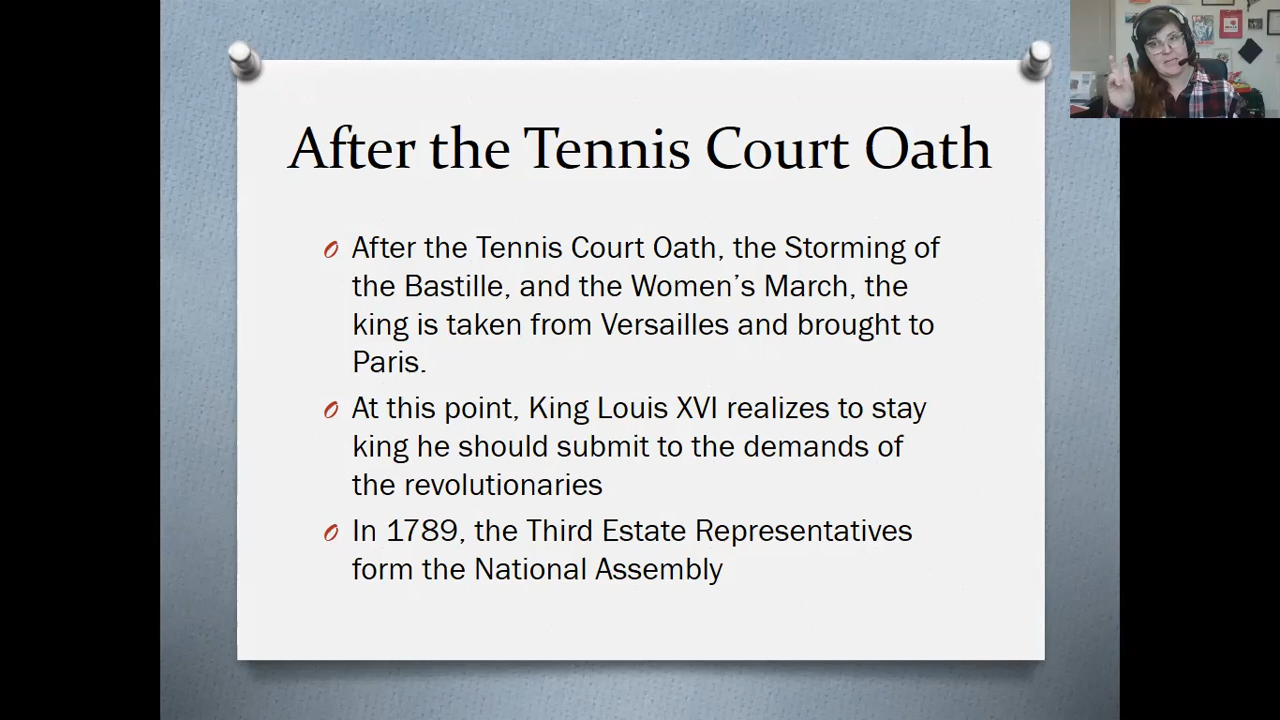 After the Tennis Court Oath
After the Tennis Court Oath, the Storming of
the Bastille, and the Women’s March, the
king is taken from Versailles and brought to
Paris.
At this point, King Louis XVI realizes to stay
king he should submit to the demands of
the revolutionaries
In 1789, the Third Estate Representatives
form the National Assembly